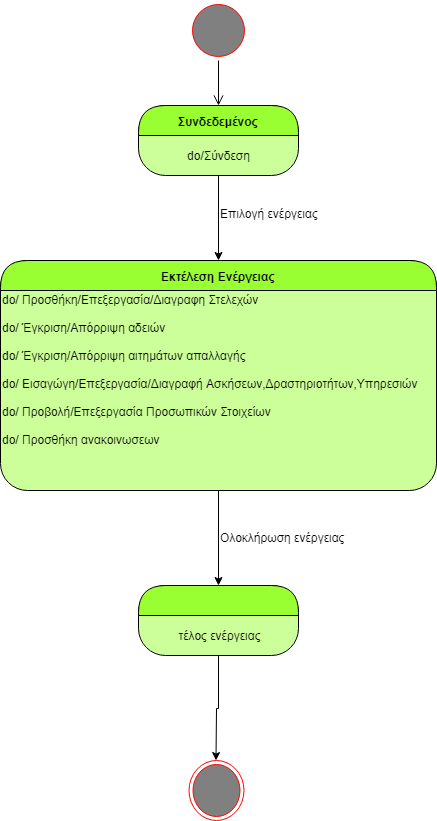 Συνδεδεμένος
do/Σύνδεση
Επιλογή ενέργειας
Εκτέλεση Ενέργειας
do/ Προσθήκη/Επεξεργασία/Διαγραφη Στελεχών
do/ Έγκριση/Απόρριψη αδειών
do/ Έγκριση/Απόρριψη αιτημάτων απαλλαγής
do/ Εισαγώγη/Επεξεργασία/Διαγραφή Ασκήσεων,Δραστηριοτήτων,Υπηρεσιών
do/ Προβολή/Επεξεργασία Προσωπικών Στοιχείων
do/ Προσθήκη ανακοινωσεων
Ολοκλήρωση ενέργειας
τέλος ενέργειας